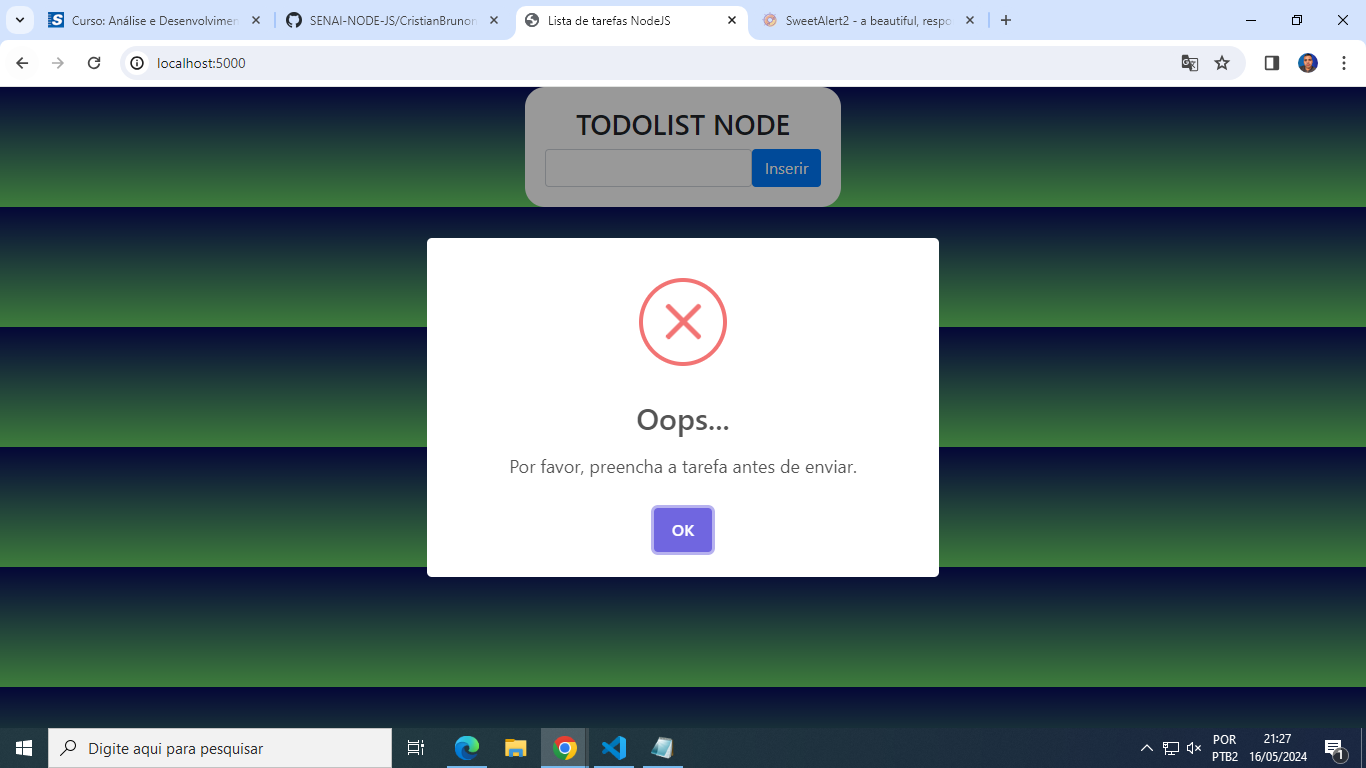 Curso: Análise e Desenvolvimen
SENAI-NODE-JS/CristianBrunon
Lista de tarefas NodeJS
SweetAlert2 - a beautiful, respo
localhost:5000
TODOLIST NODE
Inserir
Oops...
Por favor, preencha a tarefa antes de enviar.
OK
Digite aqui para pesquisar
POR
PTB2
21:27
16/05/2024
1